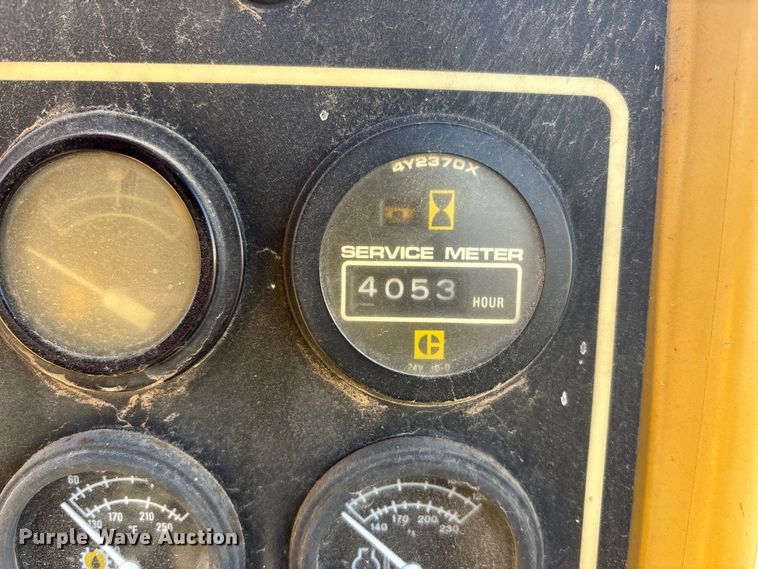 4Y2370X
SERVICE METER
4053 HOUR
24V
60
130 170 210 250
°F
140 170 200 230
Purple Wave Auction